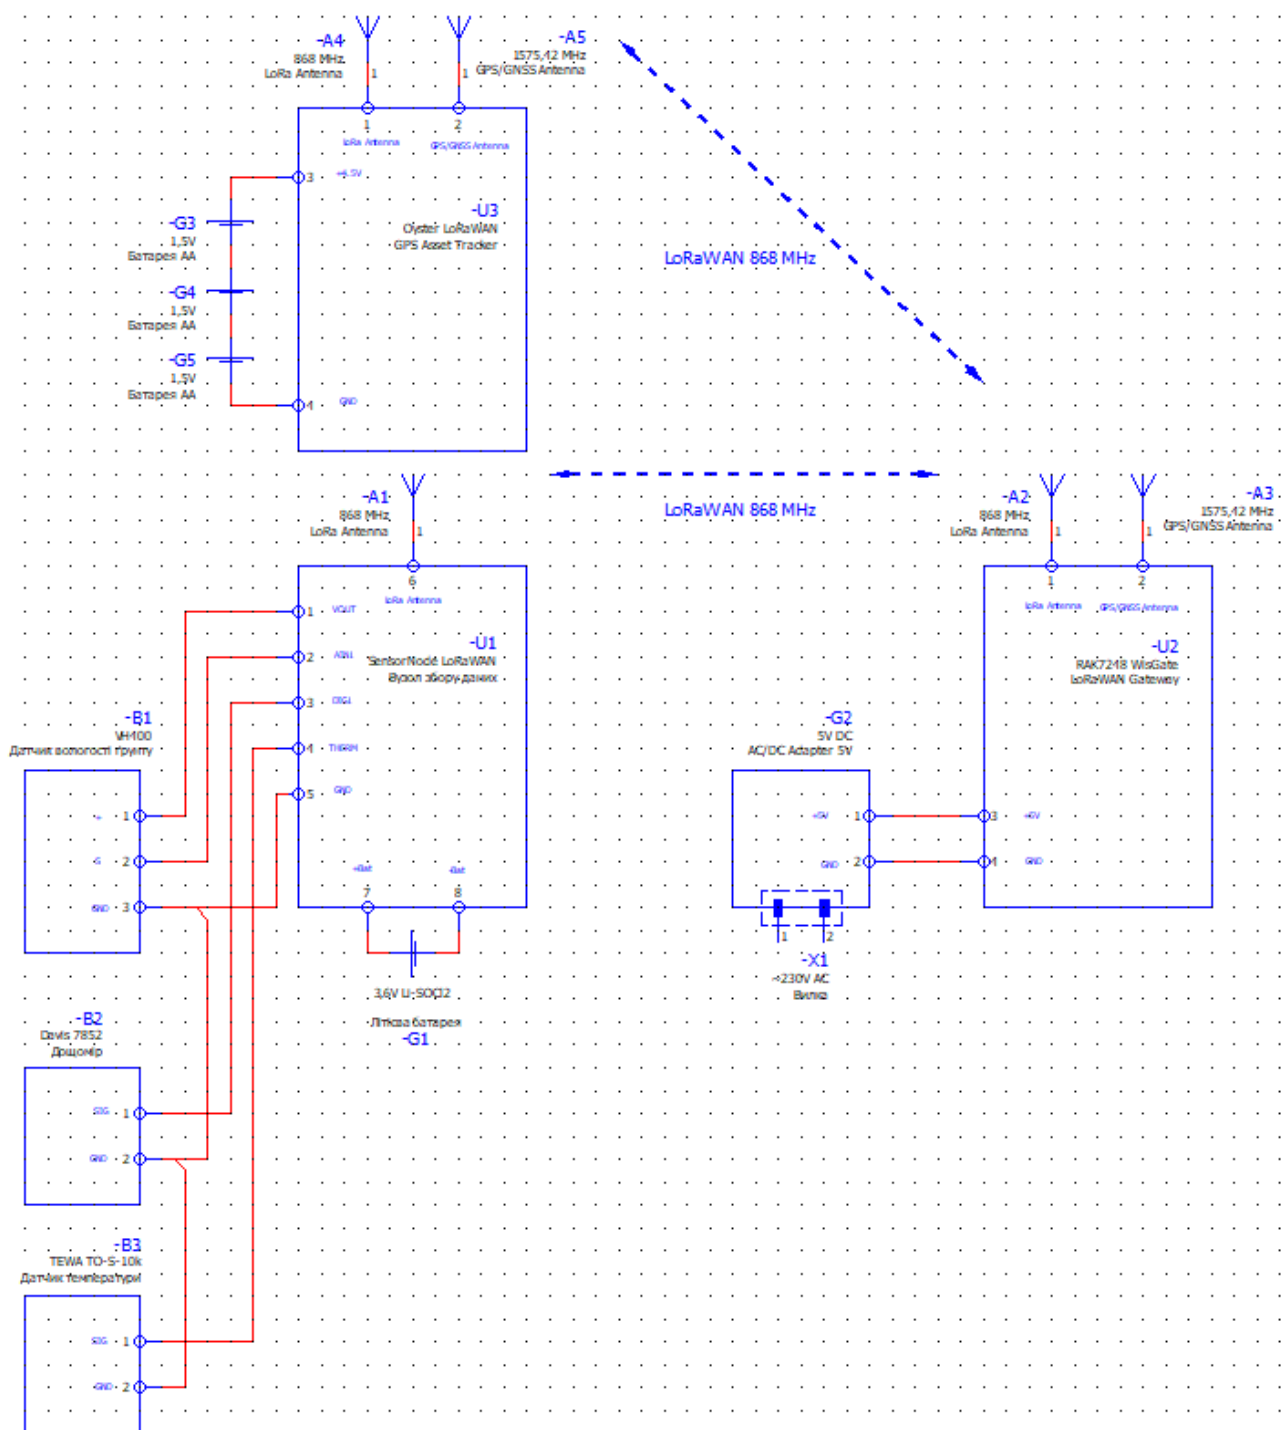 -A4
868 MHz
LoRa Antenna
1
-A5
1575,42 MHz
GPS/GNSS Antenna
1
1
LoRa Antenna
2
GPS/GNSS Antenna
3
+4.5V
-U3
Oyster LoRaWAN
GPS Asset Tracker
-G3
1,5V
Батарея АА
-G4
1,5V
Батарея АА
-G5
1,5V
Батарея АА
4
GND
LoRaWAN 868 MHz
LoRaWAN 868 MHz
-A1
868 MHz
LoRa Antenna
1
6
LoRa Antenna
1
VOUT
2
AIN1
3
DIG1
4
THERM
5
GND
-U1
SensorNode LoRaWAN
Вузол збору даних
+Bat
-Bat
7
8
3,6V Li-SOCl2
Літієва батарея
-G1
-A2
868 MHz
LoRa Antenna
1
-A3
1575,42 MHz
GPS/GNSS Antenna
1
1
LoRa Antenna
2
GPS/GNSS Antenna
-U2
RAK7248 WisGate
LoRaWAN Gateway
3
+5V
4
GND
-G2
5V DC
AC/DC Adapter 5V
+5V
1
GND
2
1
2
-X1
~230V AC
Вилка
-B1
VH400
Датчик вологості ґрунту
+
1
S
2
GND
3
-B2
Davis 7852
Дощомір
SIG
1
GND
2
-B3
TEWA TO-S-10k
Датчик температури
SIG
1
GND
2